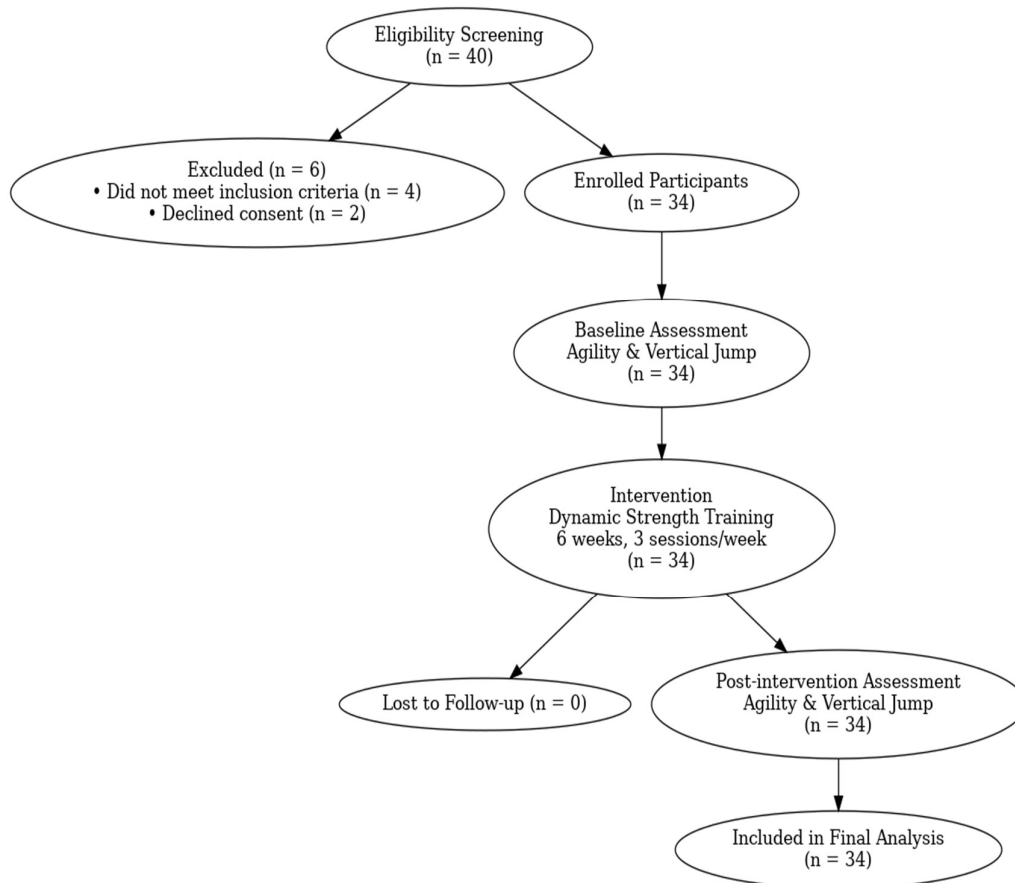 Eligibility Screening
(n = 40)
Excluded (n = 6)
• Did not meet inclusion criteria (n = 4)
• Declined consent (n = 2)
Enrolled Participants
(n = 34)
Baseline Assessment
Agility & Vertical Jump
(n = 34)
Intervention
Dynamic Strength Training
6 weeks, 3 sessions/week
(n = 34)
Lost to Follow-up (n = 0)
Post-intervention Assessment
Agility & Vertical Jump
(n = 34)
Included in Final Analysis
(n = 34)